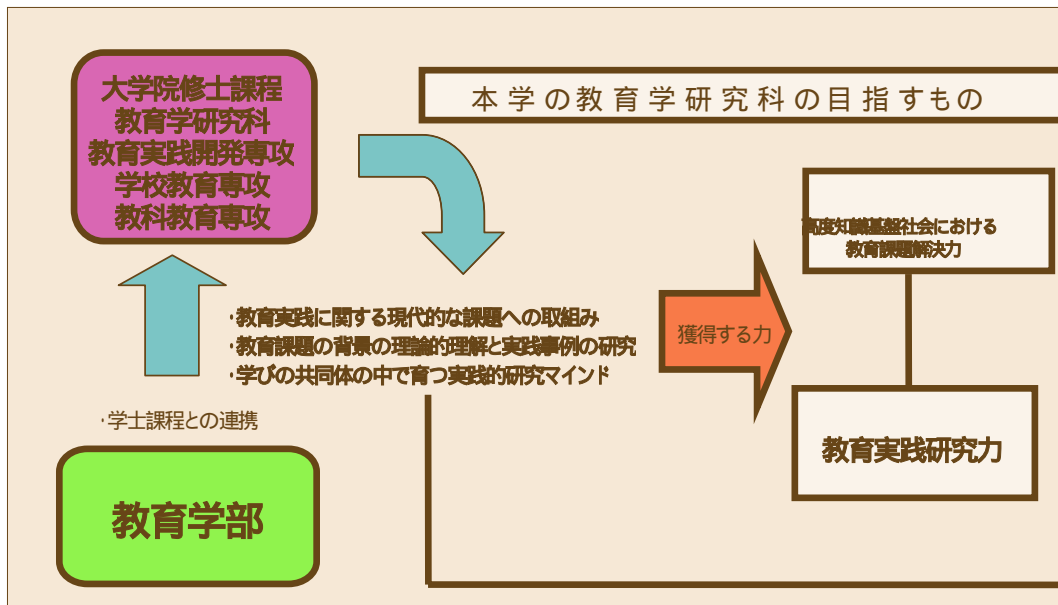 本学の教育学研究科の目指すもの
大学院修士課程
教育学研究科
教育実践開発専攻
学校教育専攻
教科教育専攻
・教育実践に関する現代的な課題への取組み
・教育課題の背景の理論的理解と実践事例の研究
・学びの共同体の中で育つ実践的研究マインド
・学士課程との連携
教育学部
獲得する力
高度知識基盤社会における
教育課題解決力
教育実践研究力